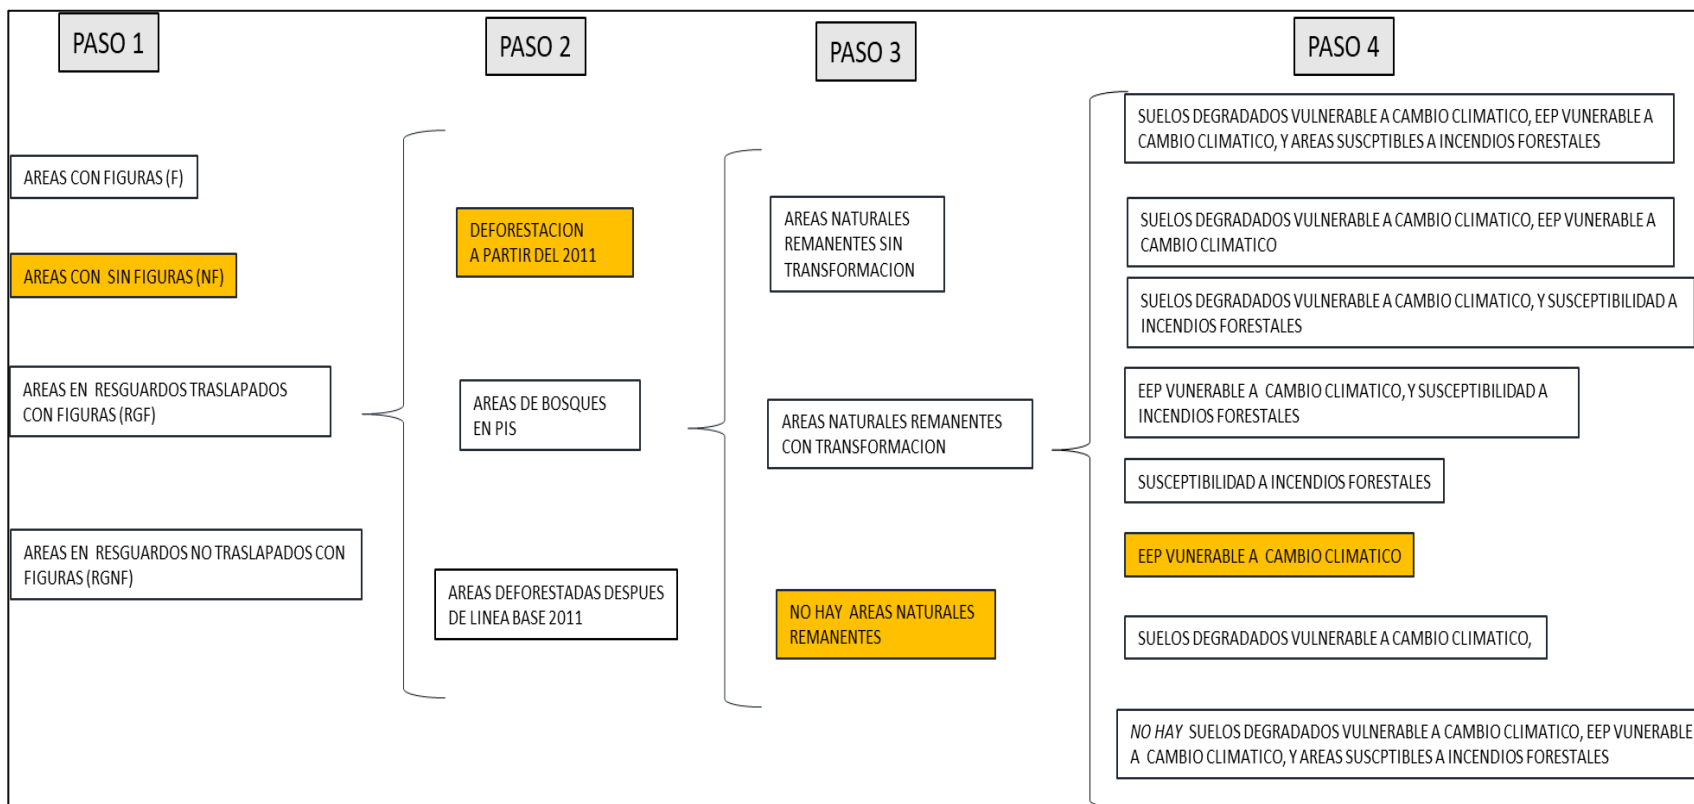 PASO 1
PASO 2
PASO 3
PASO 4
AREAS CON FIGURAS (F)
AREAS CON SIN FIGURAS (NF)
AREAS EN RESGUARDOS TRASLAPADOS
CON FIGURAS (RGF)
AREAS EN RESGUARDOS NO TRASLAPADOS CON
FIGURAS (RGNF)
DEFORESTACION
A PARTIR DEL 2011
AREAS DE BOSQUES
EN PIS
AREAS DEFORESTADAS DESPUES
DE LINEA BASE 2011
AREAS NATURALES
REMANENTES SIN
TRANSFORMACION
AREAS NATURALES REMANENTES
CON TRANSFORMACION
NO HAY AREAS NATURALES
REMANENTES
SUELOS DEGRADADOS VULNERABLE A CAMBIO CLIMATICO, EEP VUNERABLE A
CAMBIO CLIMATICO, Y AREAS SUSCPTIBLES A INCENDIOS FORESTALES
SUELOS DEGRADADOS VULNERABLE A CAMBIO CLIMATICO, EEP VUNERABLE A
CAMBIO CLIMATICO
SUELOS DEGRADADOS VULNERABLE A CAMBIO CLIMATICO, Y SUSCEPTIBILIDAD A
INCENDIOS FORESTALES
EEP VUNERABLE A CAMBIO CLIMATICO, Y SUSCEPTIBILIDAD A
INCENDIOS FORESTALES
SUSCEPTIBILIDAD A INCENDIOS FORESTALES
EEP VUNERABLE A CAMBIO CLIMATICO
SUELOS DEGRADADOS VULNERABLE A CAMBIO CLIMATICO,
NO HAY SUELOS DEGRADADOS VULNERABLE A CAMBIO CLIMATICO, EEP VUNERABLE
A CAMBIO CLIMATICO, Y AREAS SUSCPTIBLES A INCENDIOS FORESTALES